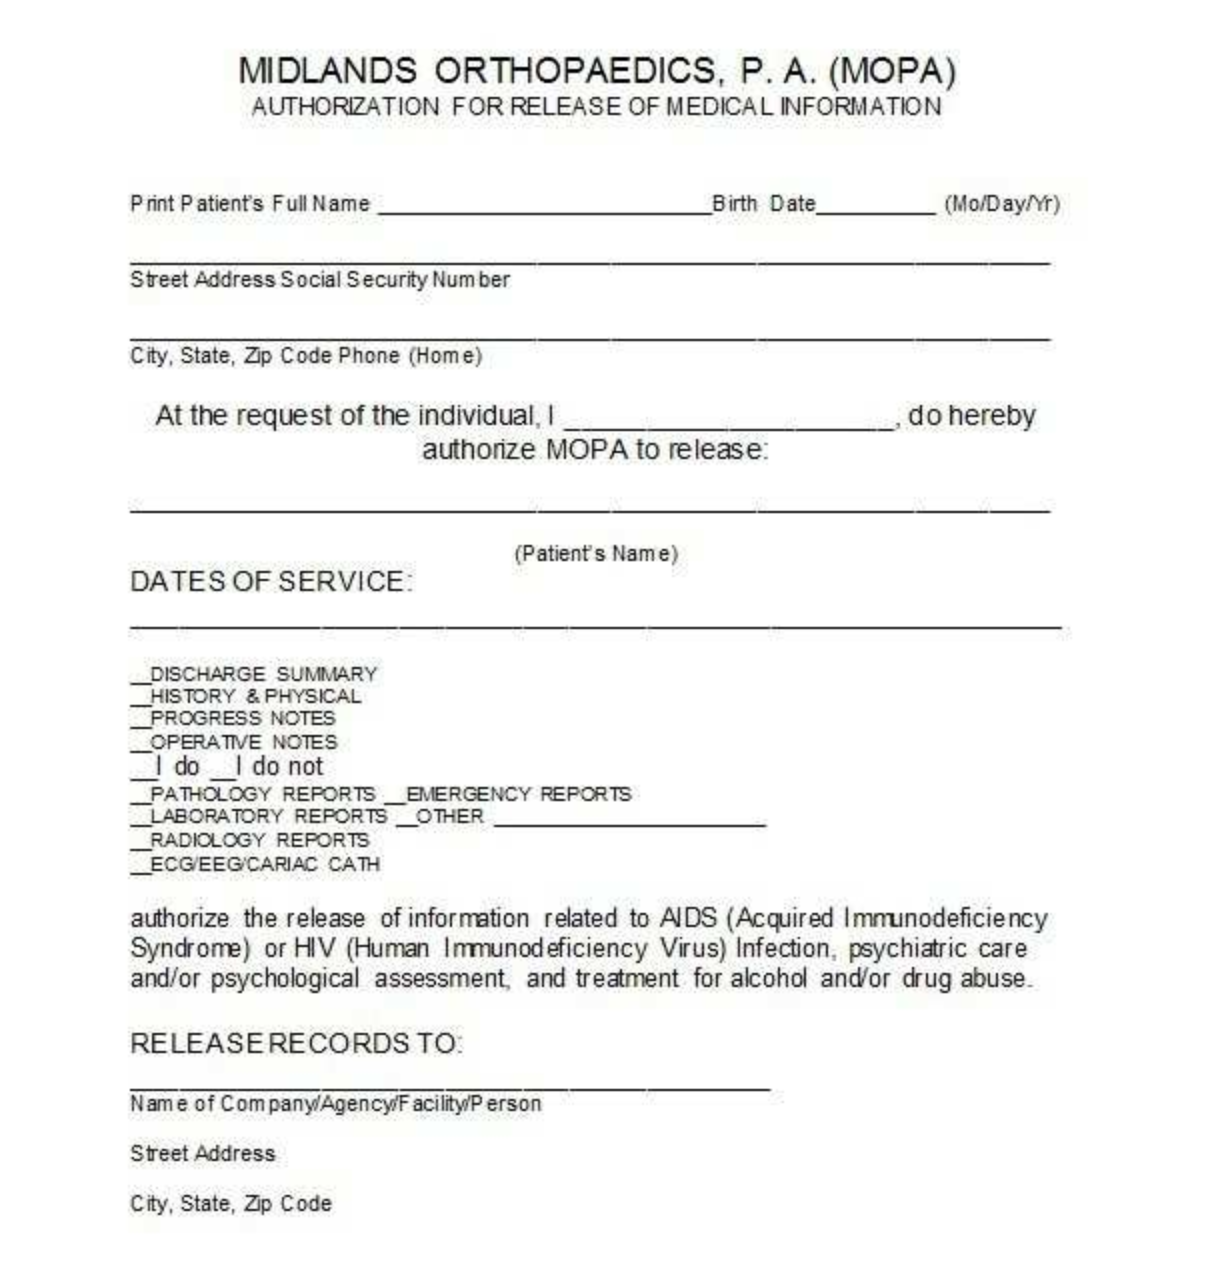 MIDLANDS ORTHOPAEDICS, P. A. (MOPA)
AUTHORIZATION FOR RELEASE OF MEDICAL INFORMATION
Print Patient's Full Name ____________________________Birth Date__________ (Mo/Day/Yr)
Street Address Social Security Number
City, State, Zip Code Phone (Home)
At the request of the individual, I ______________________, do hereby
authorize MOPA to release:
(Patient's Name)
DATES OF SERVICE:
__DISCHARGE SUMMARY
__HISTORY & PHYSICAL
__PROGRESS NOTES
__OPERATIVE NOTES
__I do __I do not
__PATHOLOGY REPORTS __EMERGENCY REPORTS
__LABORATORY REPORTS __OTHER ________________________
__RADIOLOGY REPORTS
__ECG/EEG/CARIAC CATH
authorize the release of information related to AIDS (Acquired Immunodeficiency
Syndrome) or HIV (Human Immunodeficiency Virus) Infection, psychiatric care
and/or psychological assessment, and treatment for alcohol and/or drug abuse.
RELEASE RECORDS TO:
Name of Company/Agency/Facility/Person
Street Address
City, State, Zip Code